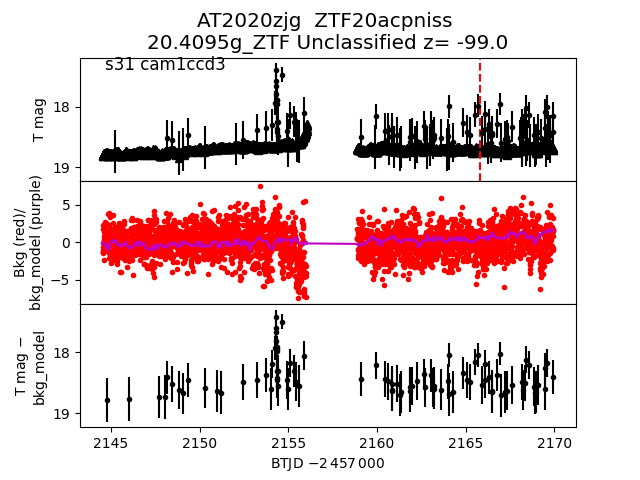 AT2020zjg  ZTF20acpniss
20.4095g_ZTF Unclassified z= -99.0
s31 cam1ccd3
T mag
18
19
Bkg (red)/
bkg_model (purple)
5
0
−5
T mag −
bkg_model
18
19
2145 2150 2155 2160 2165 2170
BTJD −2 457 000